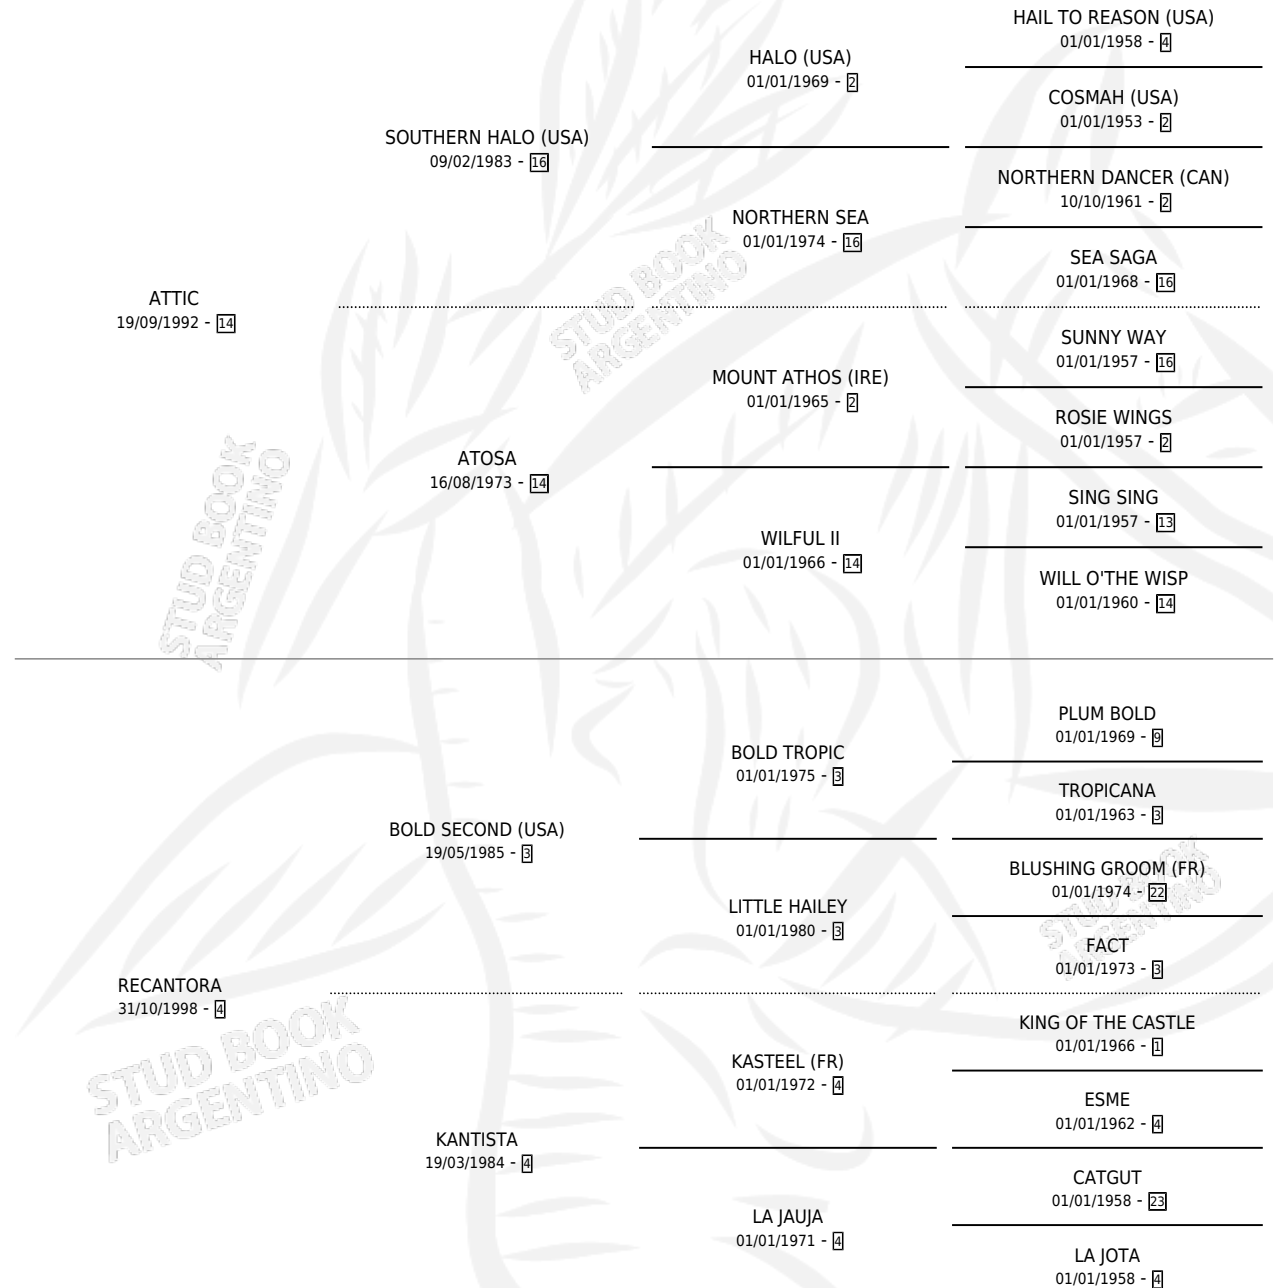 HAIL TO REASON (USA)
01/01/1958 - 4
HALO (USA)
01/01/1969 - 2
COSMAH (USA)
01/01/1953 - 2
SOUTHERN HALO (USA)
09/02/1983 - 16
NORTHERN DANCER (CAN)
10/10/1961 - 2
NORTHERN SEA
01/01/1974 - 16
SEA SAGA
01/01/1968 - 16
ATTIC
19/09/1992 - 14
SUNNY WAY
01/01/1957 - 16
MOUNT ATHOS (IRE)
01/01/1965 - 2
ROSIE WINGS
01/01/1957 - 2
ATOSA
16/08/1973 - 14
SING SING
01/01/1957 - 13
WILFUL II
01/01/1966 - 14
WILL O'THE WISP
01/01/1960 - 14
STUD BOOK
ARGENTINO
STUD BOOK
ARGENTINO
PLUM BOLD
01/01/1969 - 9
BOLD TROPIC
01/01/1975 - 3
TROPICANA
01/01/1963 - 3
BOLD SECOND (USA)
19/05/1985 - 3
BLUSHING GROOM (FR)
01/01/1974 - 22
LITTLE HAILEY
01/01/1980 - 3
FACT
01/01/1973 - 3
RECANTORA
31/10/1998 - 4
KING OF THE CASTLE
01/01/1966 - 1
KASTEEL (FR)
01/01/1972 - 4
ESME
01/01/1962 - 4
KANTISTA
19/03/1984 - 4
CATGUT
01/01/1958 - 23
LA JAUJA
01/01/1971 - 4
LA JOTA
01/01/1958 - 4
STUD BOOK
ARGENTINO
STUD BOOK
ARGENTINO